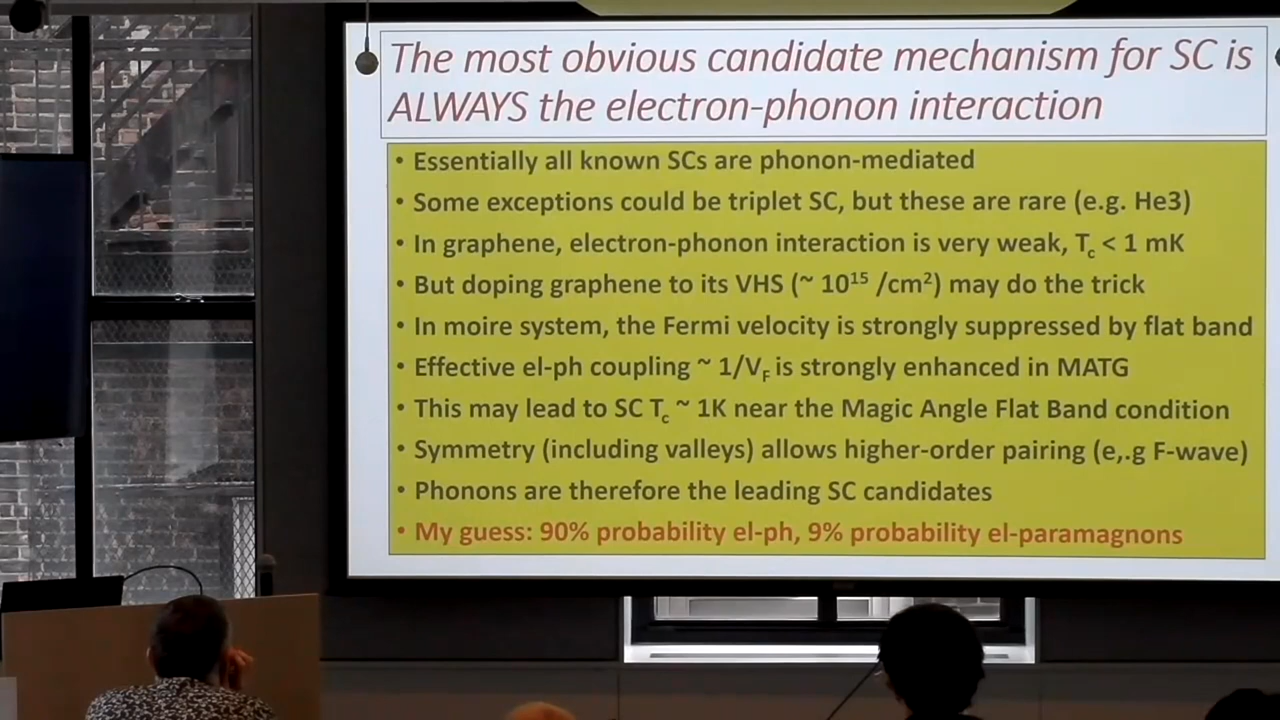 The most obvious candidate mechanism for SC is
ALWAYS the electron-phonon interaction
• Essentially all known SCs are phonon-mediated
• Some exceptions could be triplet SC, but these are rare (e.g. He3)
• In graphene, electron-phonon interaction is very weak, T_c < 1 mK
• But doping graphene to its VHS (~ 10¹⁵ /cm²) may do the trick
• In moire system, the Fermi velocity is strongly suppressed by flat band
• Effective el-ph coupling ~ 1/V_F is strongly enhanced in MATG
• This may lead to SC T_c ~ 1K near the Magic Angle Flat Band condition
• Symmetry (including valleys) allows higher-order pairing (e,.g F-wave)
• Phonons are therefore the leading SC candidates
• My guess: 90% probability el-ph, 9% probability el-paramagnons